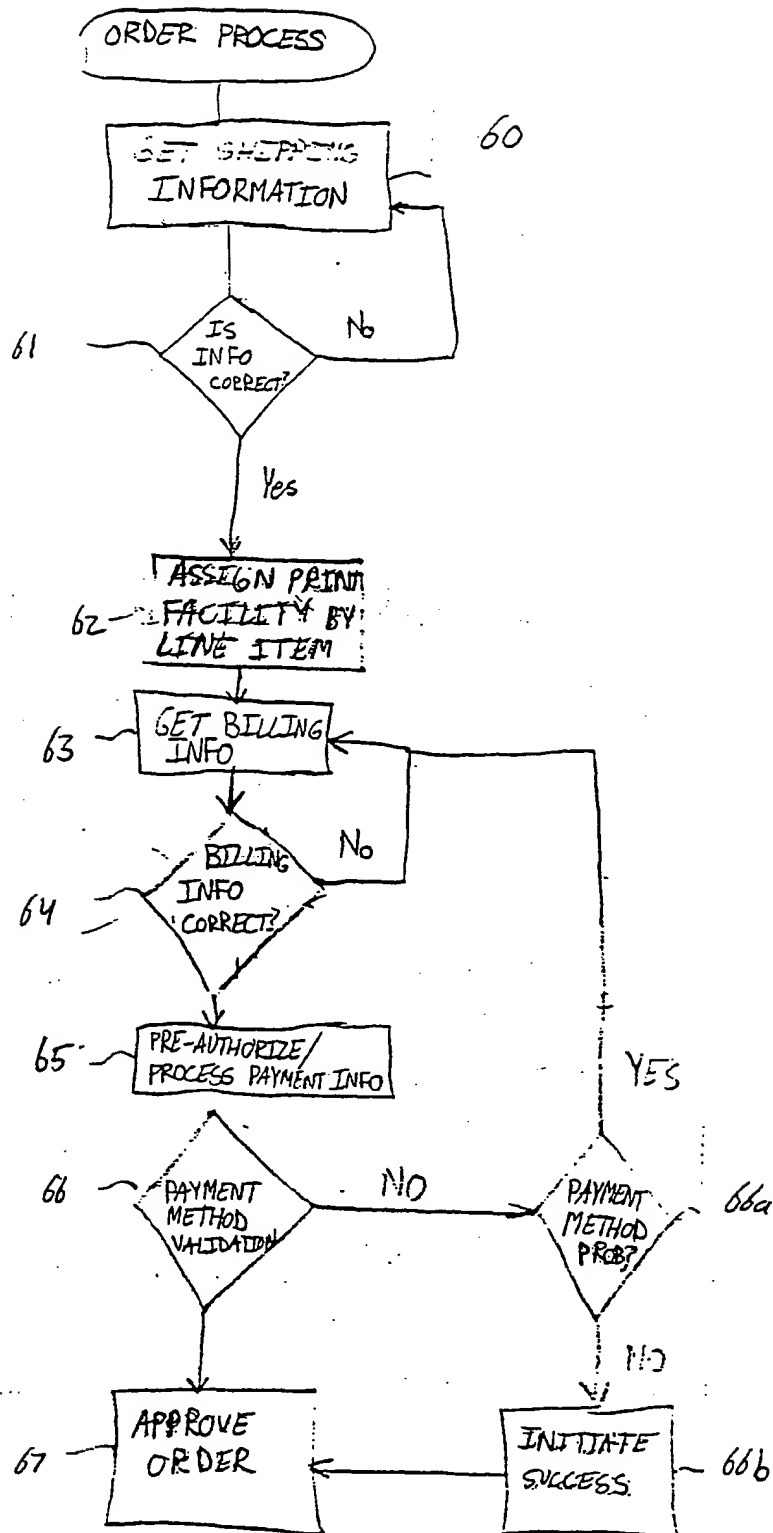 ORDER PROCESS
GET SHIPPING
INFORMATION
60
61
IS
INFO
CORRECT?
No
Yes
62
ASSIGN PRINT
FACILITY BY
LINE ITEM
63
GET BILLING
INFO
64
BILLING
INFO
CORRECT?
No
65
PRE-AUTHORIZE/
PROCESS PAYMENT INFO
YES
66
PAYMENT
METHOD
VALIDATION
NO
PAYMENT
METHOD
PROB?
66a
NO
67
APPROVE
ORDER
INITIATE
SUCCESS
66b